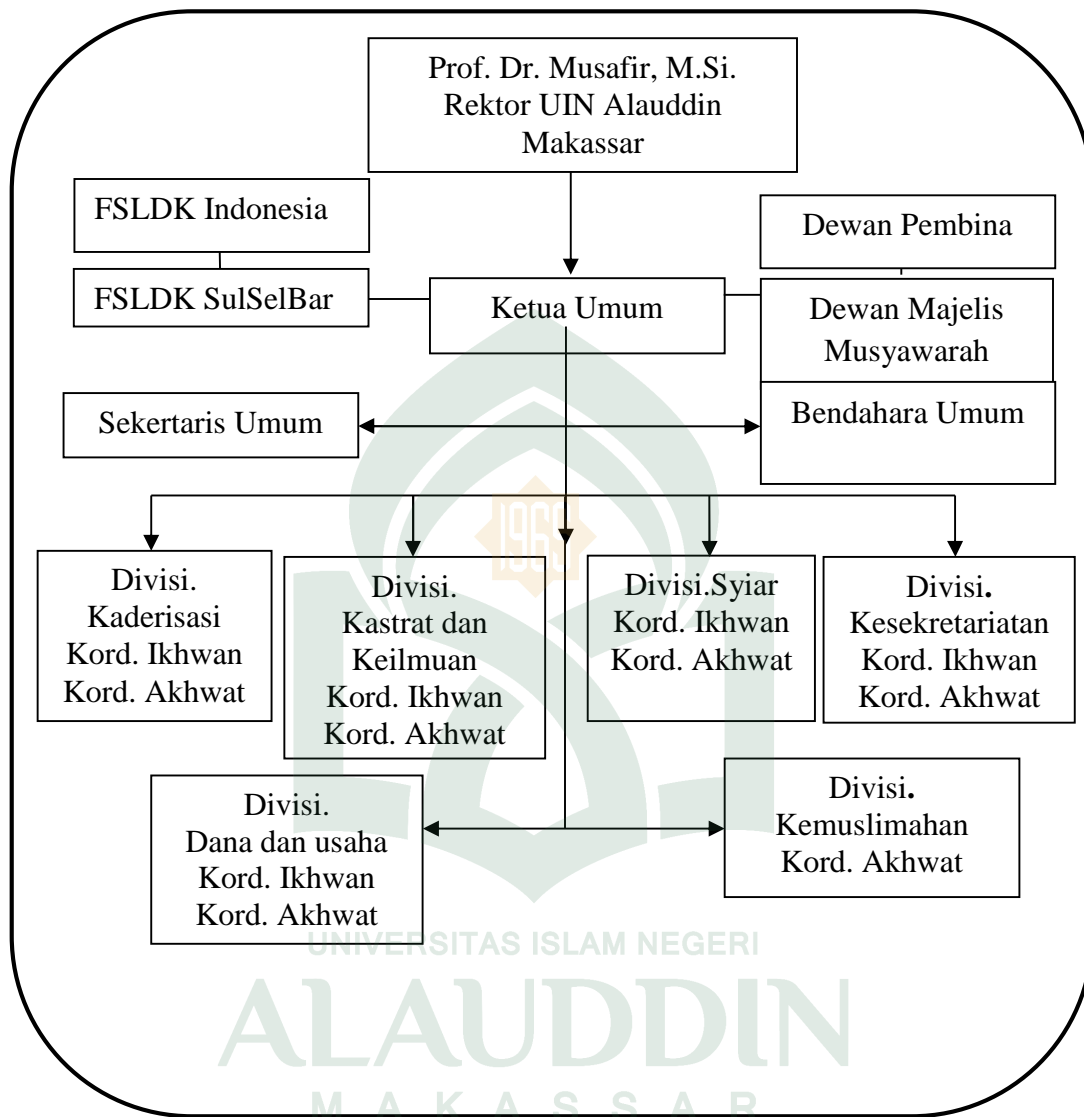 Prof. Dr. Musafir, M.Si.
Rektor UIN Alauddin
Makassar
FSLDK Indonesia
Dewan Pembina
FSLDK SulSelBar
Ketua Umum
Dewan Majelis
Musyawarah
Sekertaris Umum
Bendahara Umum
1965
Divisi.
Kaderisasi
Kord. Ikhwan
Kord. Akhwat
Divisi.
Kastrat dan
Keilmuan
Kord. Ikhwan
Kord. Akhwat
Divisi.Syiar
Kord. Ikhwan
Kord. Akhwat
Divisi.
Kesekretariatan
Kord. Ikhwan
Kord. Akhwat
Divisi.
Dana dan usaha
Kord. Ikhwan
Kord. Akhwat
Divisi.
Kemuslimahan
Kord. Akhwat
UNIVERSITAS ISLAM NEGERI
ALAUDDIN
MAKASSAR